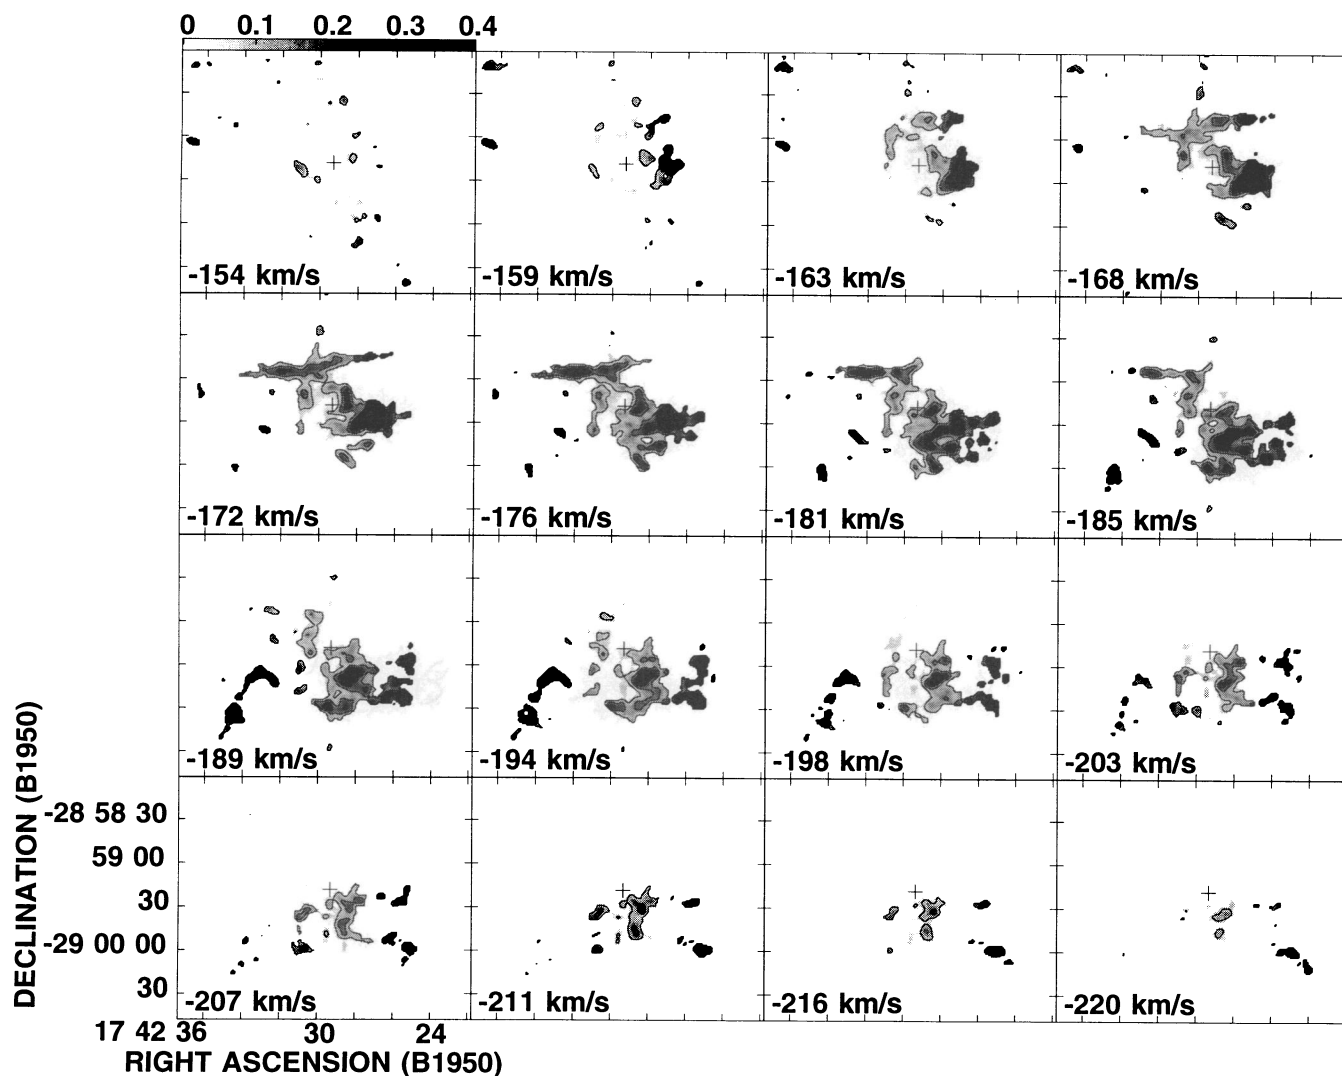 0 0.1 0.2 0.3 0.4
-154 km/s -159 km/s -163 km/s -168 km/s
-172 km/s -176 km/s -181 km/s -185 km/s
-189 km/s -194 km/s -198 km/s -203 km/s
DECLINATION (B1950)
-28 58 30
59 00
30
-29 00 00
30
-207 km/s -211 km/s -216 km/s -220 km/s
17 42 36 30 24
RIGHT ASCENSION (B1950)